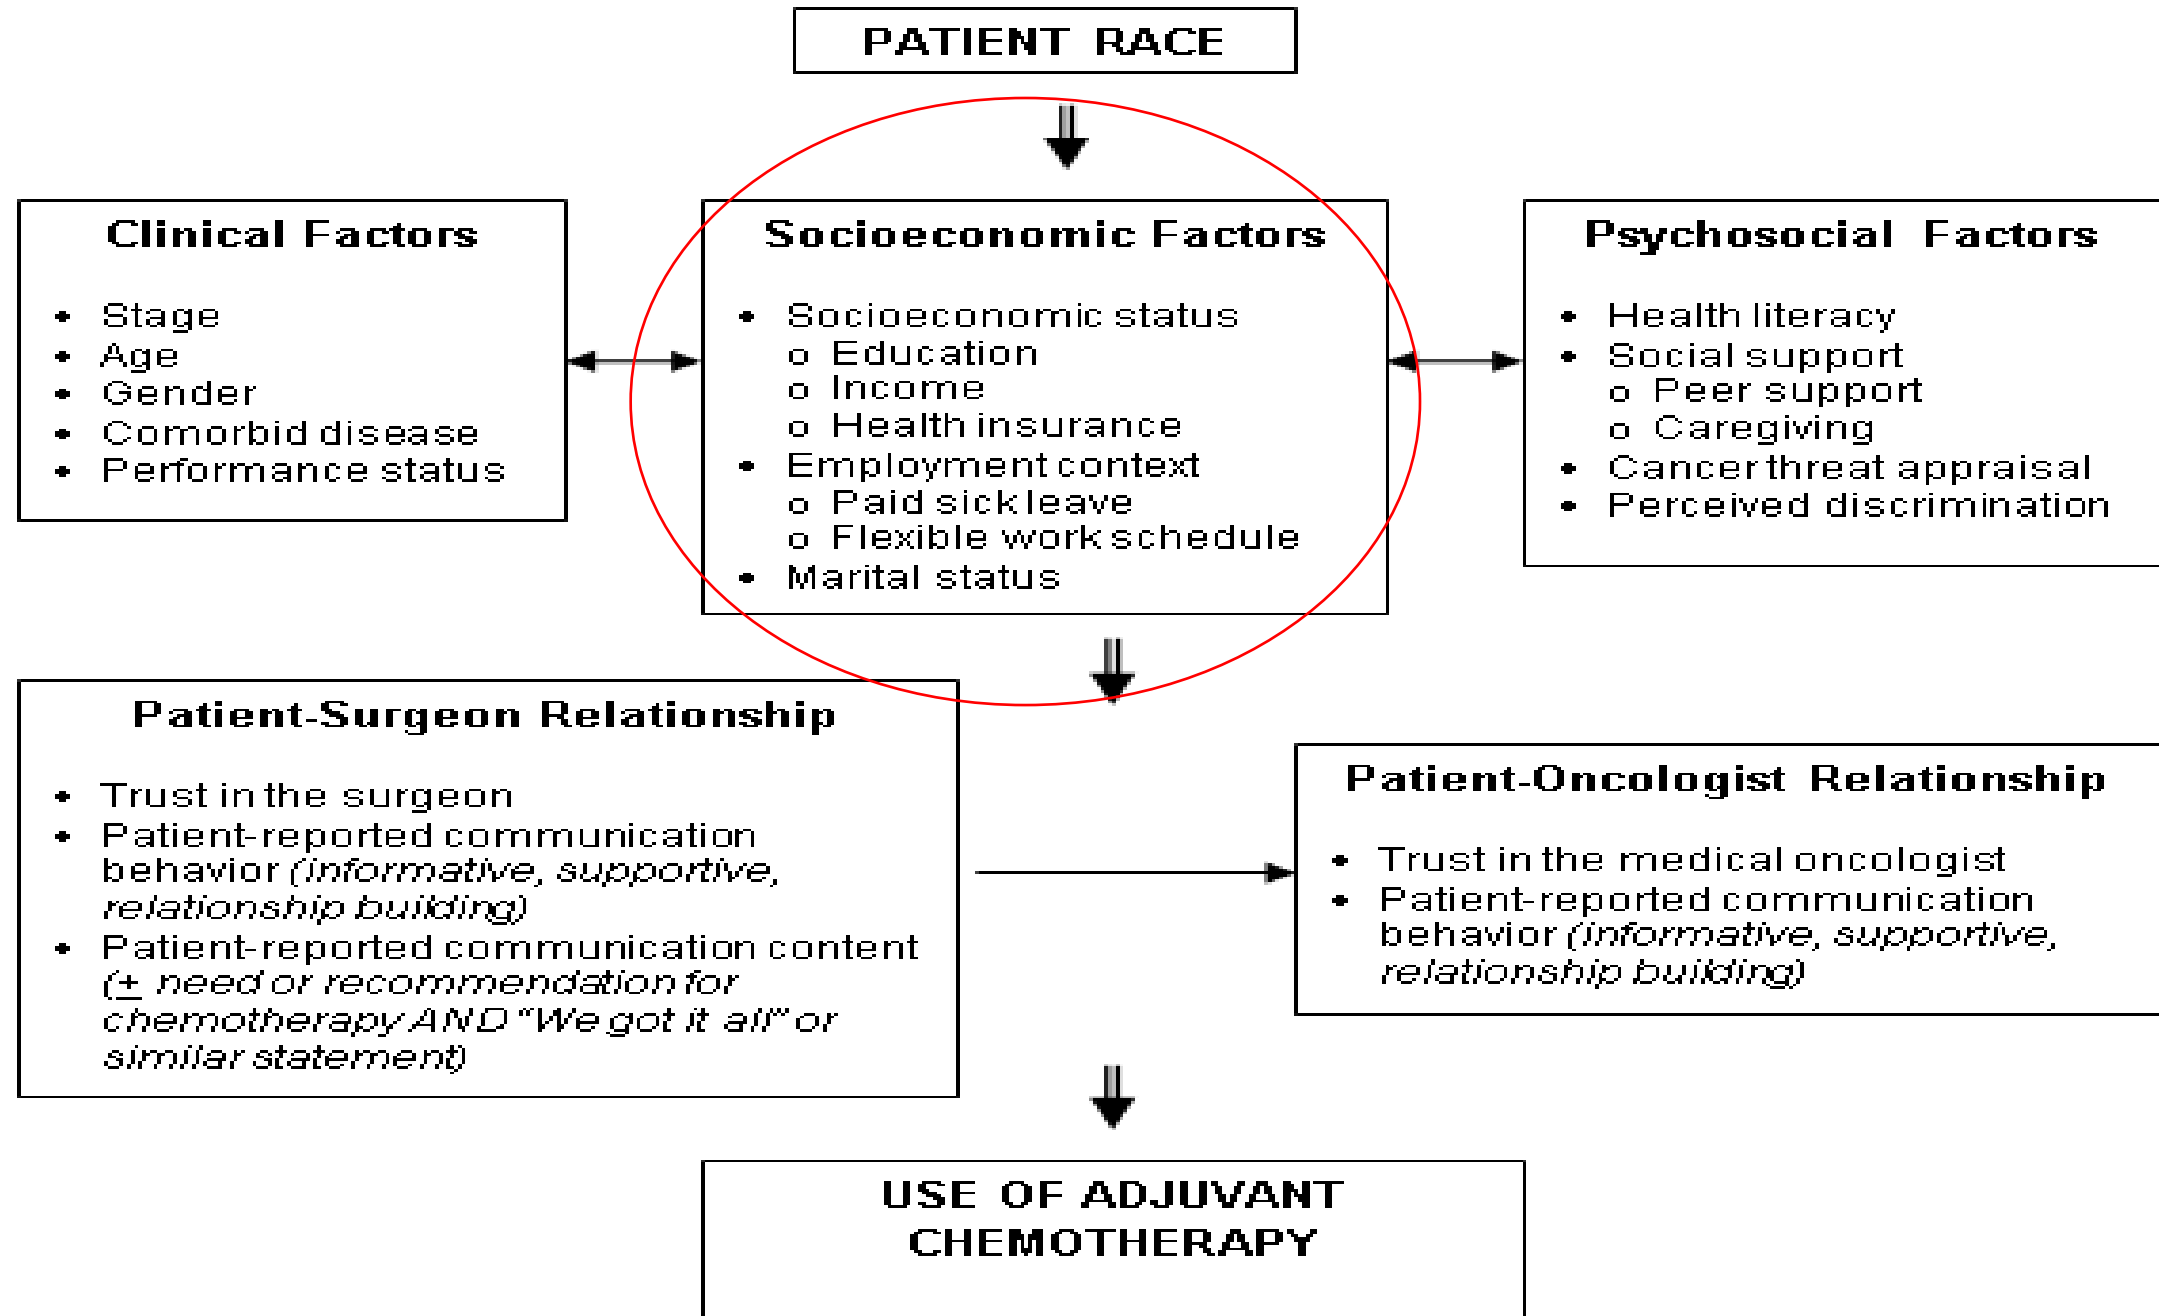 PATIENT RACE
Clinical Factors
• Stage
• Age
• Gender
• Comorbid disease
• Performance status
Socioeconomic Factors
• Socioeconomic status
o Education
o Income
o Health insurance
• Employment context
o Paid sick leave
o Flexible work schedule
• Marital status
Psychosocial Factors
• Health literacy
• Social support
o Peer support
o Caregiving
• Cancer threat appraisal
• Perceived discrimination
Patient-Surgeon Relationship
• Trust in the surgeon
• Patient-reported communication
behavior (informative, supportive,
relationship building)
• Patient-reported communication content
(± need or recommendation for
chemotherapy AND "We got it all" or
similar statement)
Patient-Oncologist Relationship
• Trust in the medical oncologist
• Patient-reported communication
behavior (informative, supportive,
relationship building)
USE OF ADJUVANT
CHEMOTHERAPY